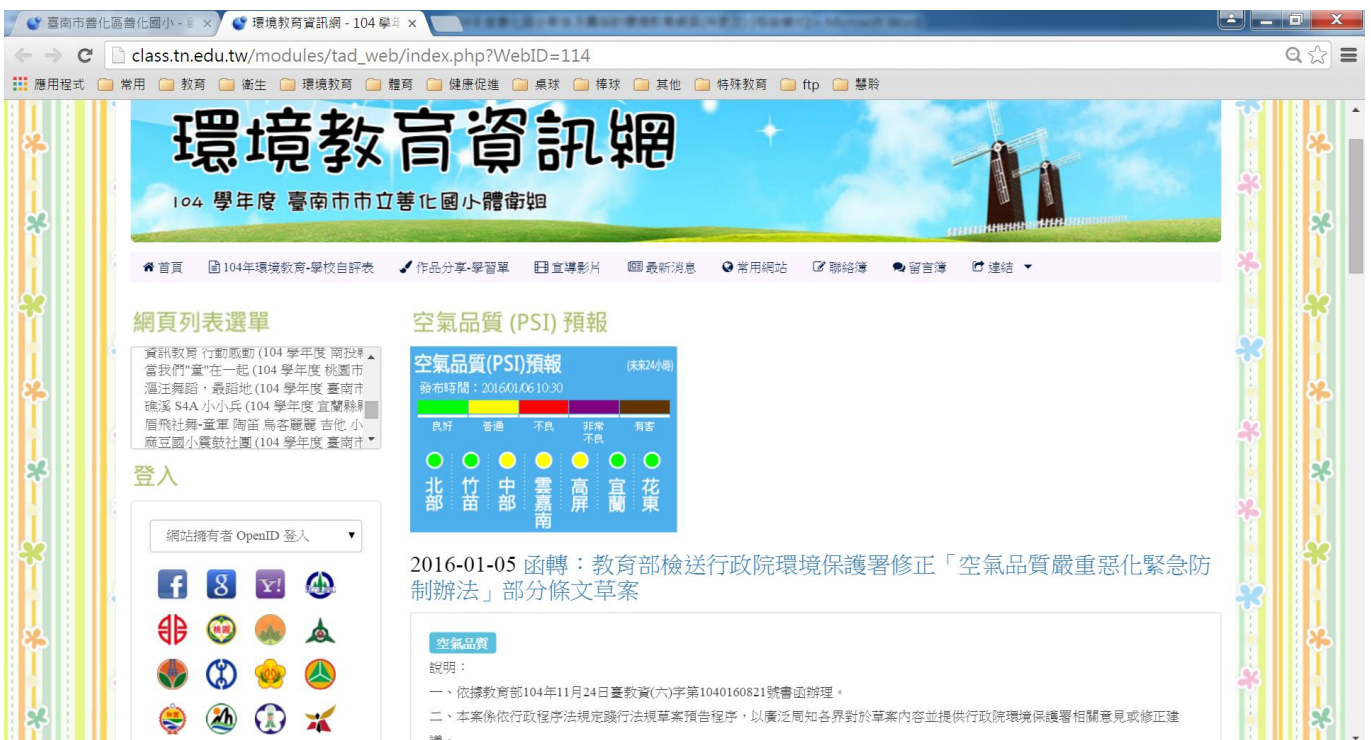 臺南市善化區善化國小 -
環境教育資訊網 - 104 學年
class.tn.edu.tw/modules/tad_web/index.php?WebID=114
應用程式 常用 教育 衛生 環境教育 體育 健康促進 桌球 棒球 其他 特殊教育 ftp 慧聆
環境教育資訊網
104 學年度 臺南市市立善化國小體衛組
首頁 104年環境教育-學校自評表 作品分享-學習單 宣導影片 最新消息 常用網站 聯絡簿 留言簿 連結
網頁列表選單
資訊教育 行動感動 (104 學年度 南投縣
當我們"童"在一起 (104 學年度 桃園市
漚汪舞蹈，最蹈地 (104 學年度 臺南市
礁溪 S4A 小小兵 (104 學年度 宜蘭縣
眉飛社舞-童軍 陶笛 烏客麗麗 吉他 小
麻豆國小震鼓社團 (104 學年度 臺南市
登入
網站擁有者 OpenID 登入
f 8 Y!
桃園
空氣品質 (PSI) 預報
空氣品質(PSI)預報 (未來24小時)
發布時間：2016/01/06 10:30
良好 普通 不良 非常不良 有害
北部 竹苗 中部 雲嘉南 高屏 宜蘭 花東
2016-01-05 函轉：教育部檢送行政院環境保護署修正「空氣品質嚴重惡化緊急防
制辦法」部分條文草案
空氣品質
說明：
一、依據教育部104年11月24日臺教資(六)字第1040160821號書函辦理。
二、本案係依行政程序法規定踐行法規草案預告程序，以廣泛周知各界對於草案內容並提供行政院環境保護署相關意見或修正建
議。